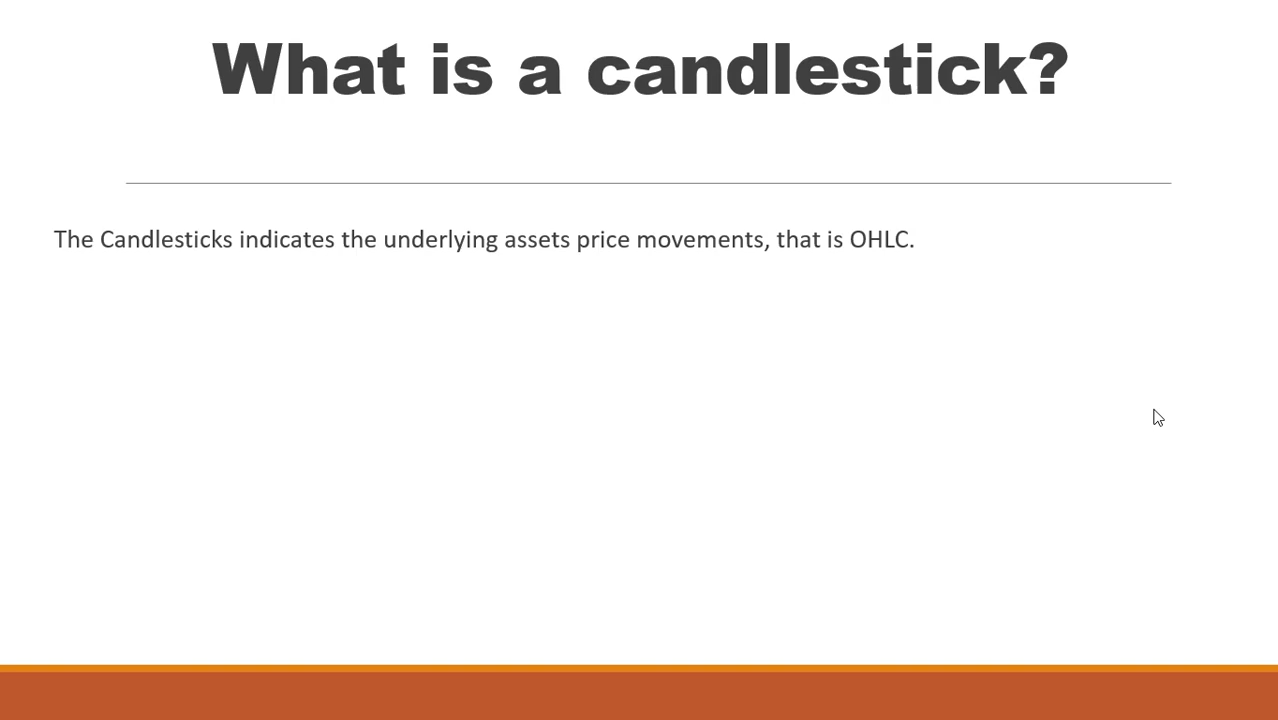 What is a candlestick?
The Candlesticks indicates the underlying assets price movements, that is OHLC.